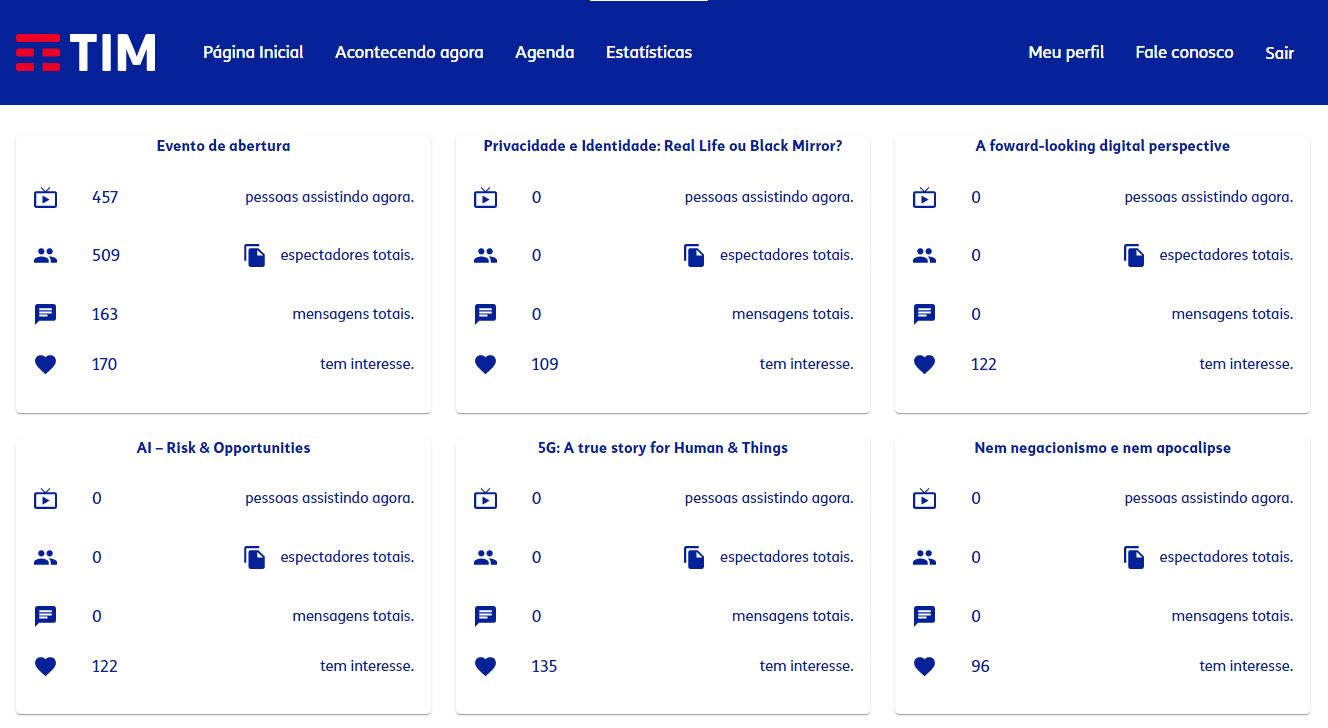 TIM Página Inicial Acontecendo agora Agenda Estatísticas Meu perfil Fale conosco Sair
Evento de abertura
457 pessoas assistindo agora.
509 espectadores totais.
163 mensagens totais.
170 tem interesse.
Privacidade e Identidade: Real Life ou Black Mirror?
0 pessoas assistindo agora.
0 espectadores totais.
0 mensagens totais.
109 tem interesse.
A foward-looking digital perspective
0 pessoas assistindo agora.
0 espectadores totais.
0 mensagens totais.
122 tem interesse.
AI – Risk & Opportunities
0 pessoas assistindo agora.
0 espectadores totais.
0 mensagens totais.
122 tem interesse.
5G: A true story for Human & Things
0 pessoas assistindo agora.
0 espectadores totais.
0 mensagens totais.
135 tem interesse.
Nem negacionismo e nem apocalipse
0 pessoas assistindo agora.
0 espectadores totais.
0 mensagens totais.
96 tem interesse.